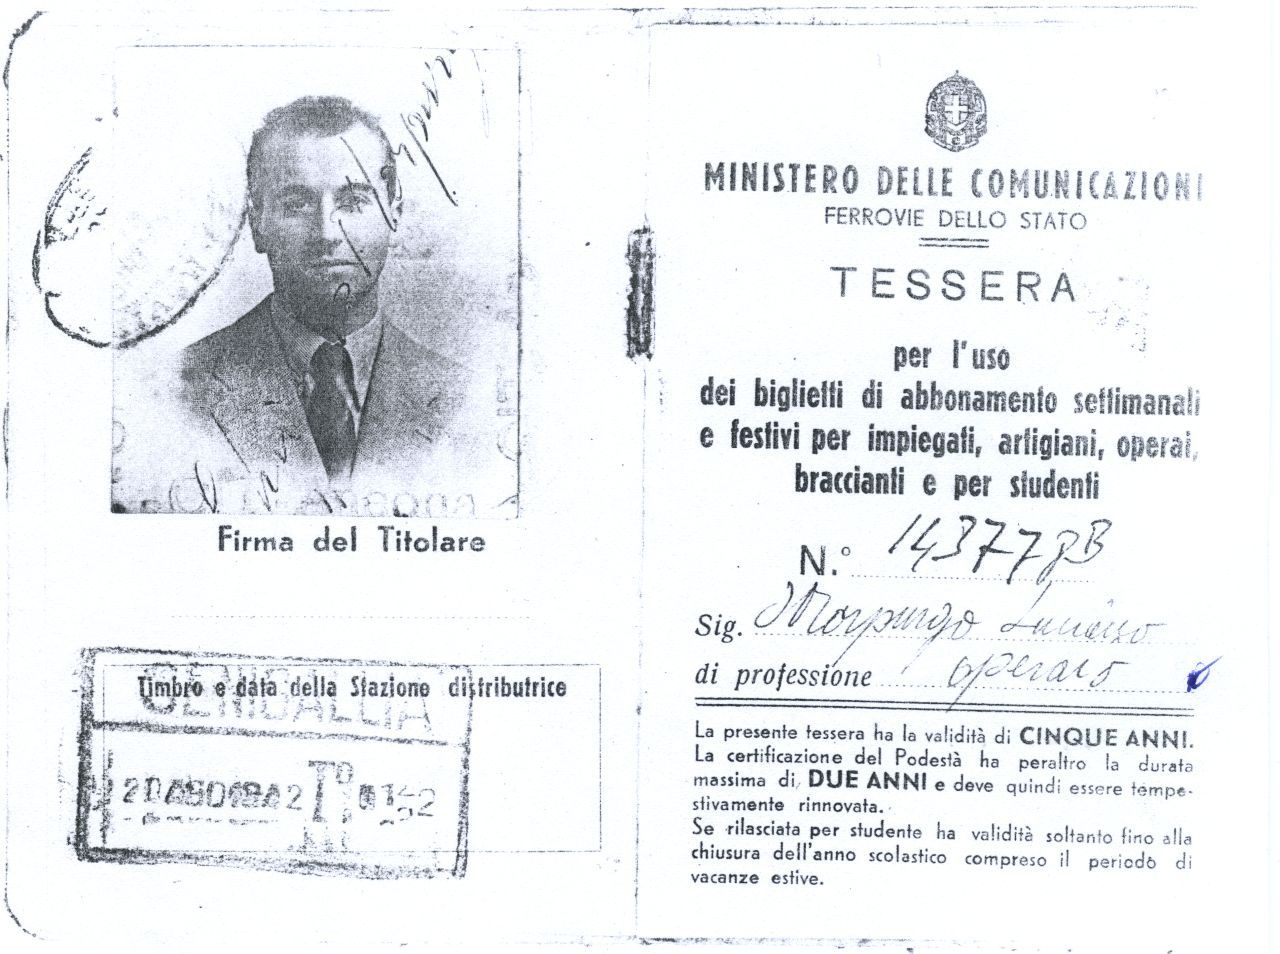 Firma del Titolare
Timbro e data della Stazione distributrice
MINISTERO DELLE COMUNICAZIONI
FERROVIE DELLO STATO
TESSERA
per l'uso
dei biglietti di abbonamento settimanali
e festivi per impiegati, artigiani, operai,
braccianti e per studenti
N.° 143777
Sig. Morpurgo Luciano
di professione operaio
La presente tessera ha la validità di CINQUE ANNI.
La certificazione del Podestà ha peraltro la durata
massima di DUE ANNI e deve quindi essere tempe-
stivamente rinnovata.
Se rilasciata per studente ha validità soltanto fino alla
chiusura dell'anno scolastico compreso il periodo di
vacanze estive.